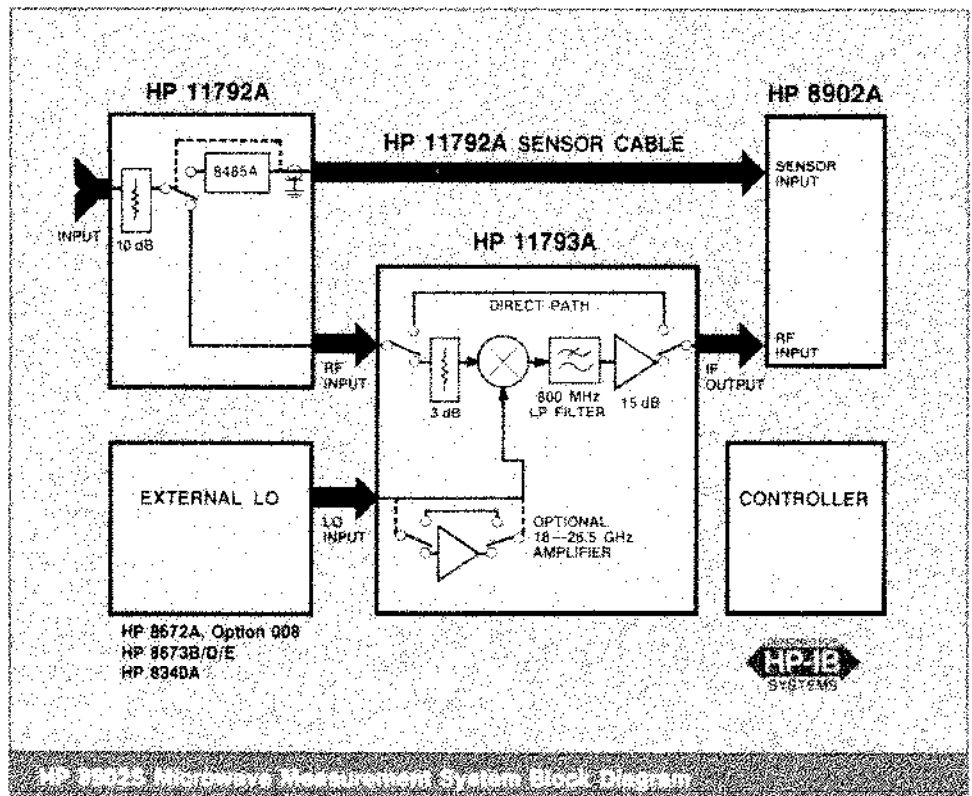 HP 11792A
HP 8902A
HP 11792A SENSOR CABLE
SENSOR
INPUT
8485A
INPUT
10 dB
HP 11793A
DIRECT PATH
RF
INPUT
RF
INPUT
IF
OUTPUT
3 dB
800 MHz
LP FILTER
15 dB
EXTERNAL LO
LO
INPUT
OPTIONAL
18—26.5 GHz
AMPLIFIER
CONTROLLER
HP 8672A, Option 008
HP 8673B/D/E
HP 8340A
HP-IB
SYSTEMS
HP 8902S Microwave Measurement System Block Diagram